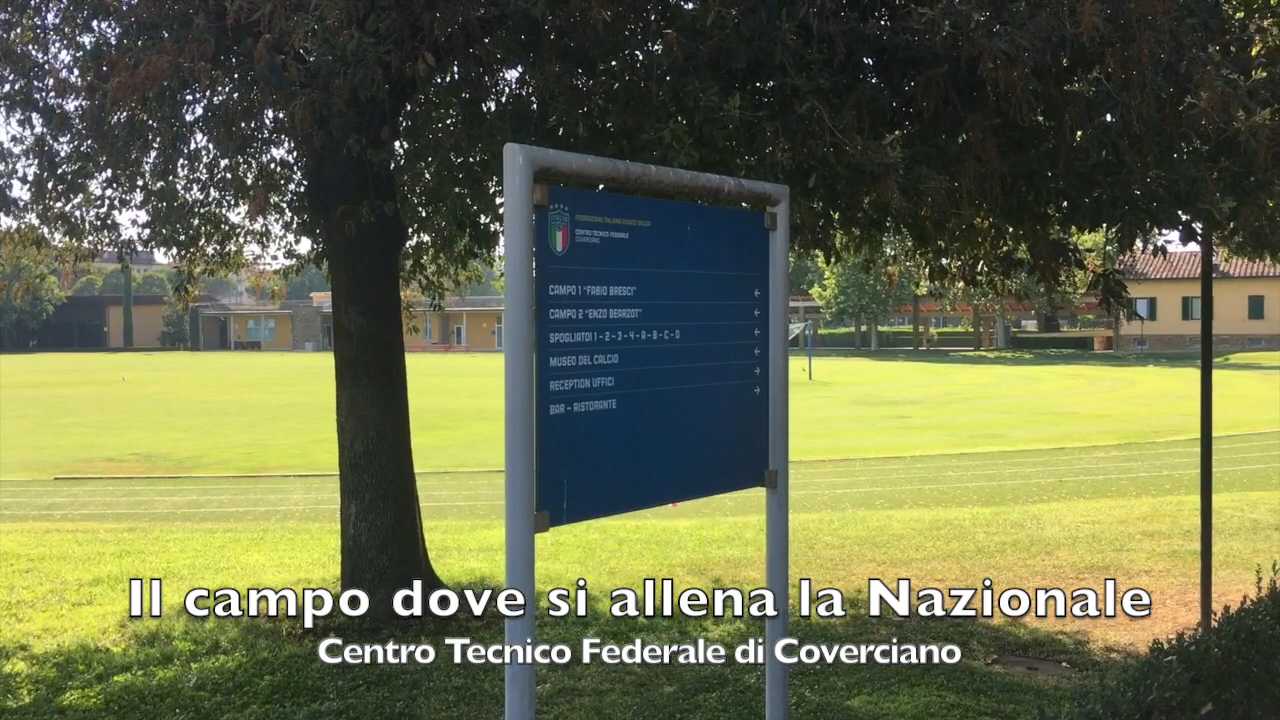 ITALIA
FEDERAZIONE ITALIANA GIUOCO CALCIO
CENTRO TECNICO FEDERALE
COVERCIANO
CAMPO 1 "FABIO BRESCI" ←
CAMPO 2 "ENZO BEARZOT" ←
SPOGLIATOI 1 - 2 - 3 - 4 - A - B - C - D ←
MUSEO DEL CALCIO ←
RECEPTION UFFICI →
BAR - RISTORANTE →
Il campo dove si allena la Nazionale
Centro Tecnico Federale di Coverciano